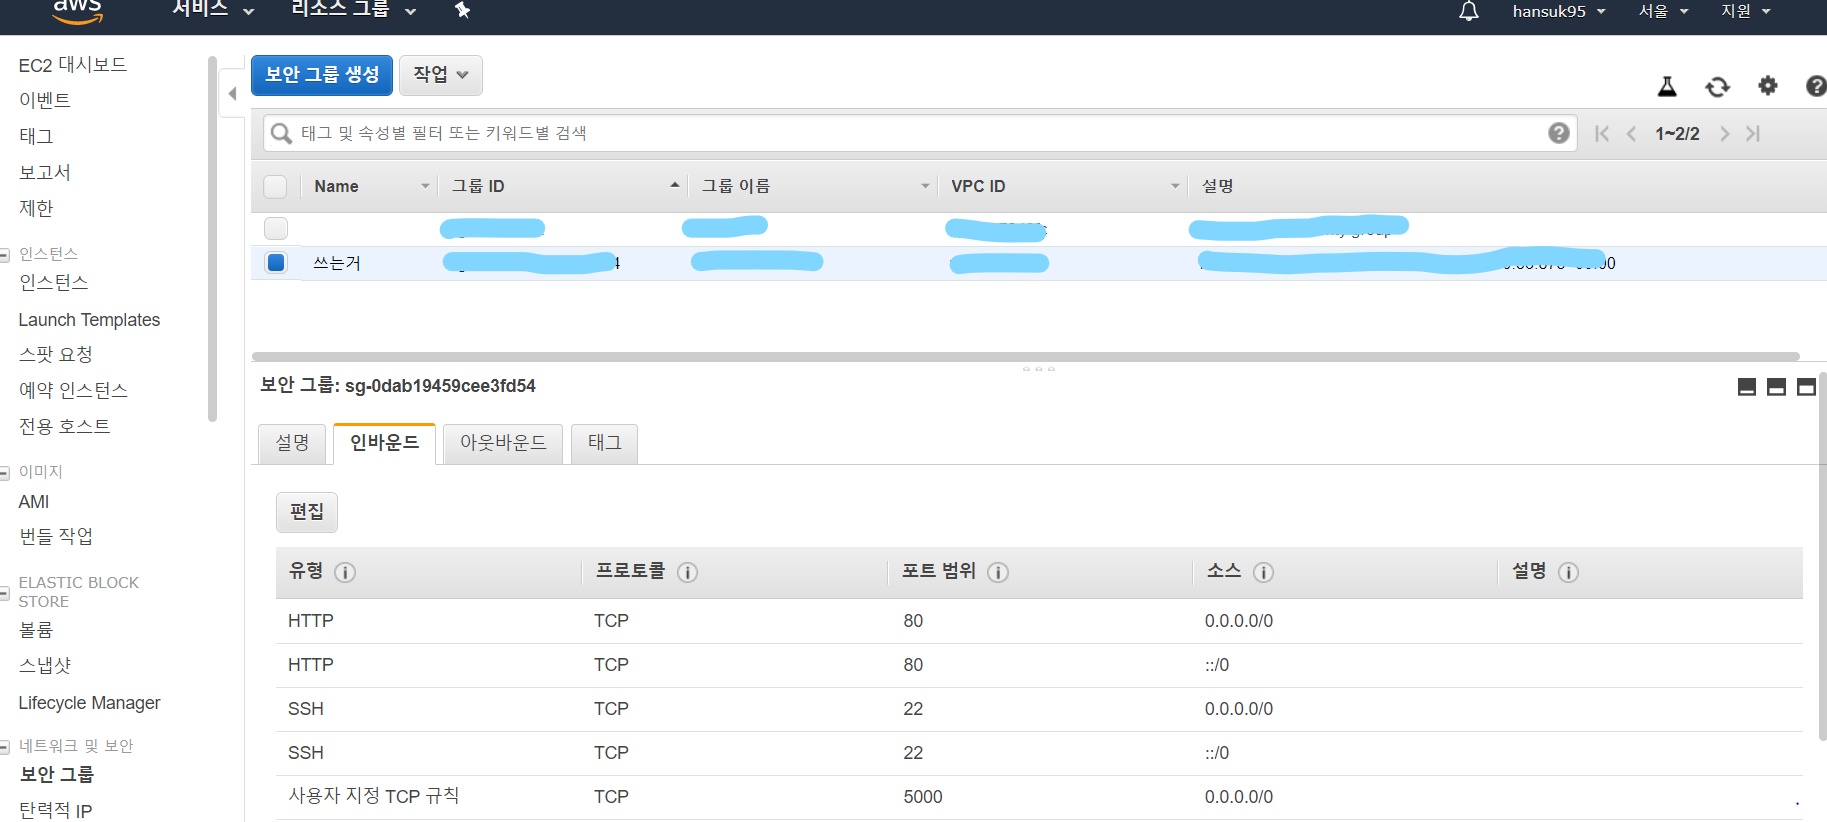 aws 서비스 리소스 그룹 hansuk95 서울 지원
EC2 대시보드
이벤트
태그
보고서
제한
인스턴스
인스턴스
Launch Templates
스팟 요청
예약 인스턴스
전용 호스트
이미지
AMI
번들 작업
ELASTIC BLOCK
STORE
볼륨
스냅샷
Lifecycle Manager
네트워크 및 보안
보안 그룹
탄력적 IP
보안 그룹 생성 작업
태그 및 속성별 필터 또는 키워드별 검색 1~2/2
Name 그룹 ID 그룹 이름 VPC ID 설명
쓰는거
보안 그룹: sg-0dab19459cee3fd54
설명 인바운드 아웃바운드 태그
편집
유형 프로토콜 포트 범위 소스 설명
HTTP TCP 80 0.0.0.0/0
HTTP TCP 80 ::/0
SSH TCP 22 0.0.0.0/0
SSH TCP 22 ::/0
사용자 지정 TCP 규칙 TCP 5000 0.0.0.0/0